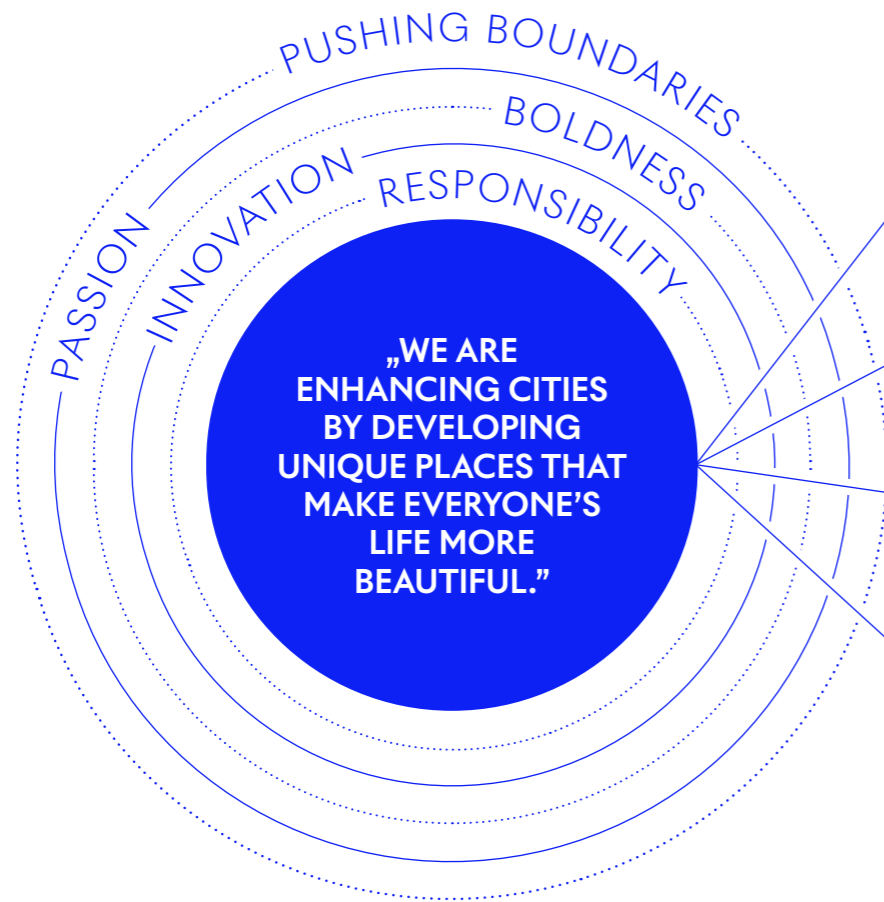 PUSHING BOUNDARIES
BOLDNESS
PASSION
INNOVATION
RESPONSIBILITY
„WE ARE
ENHANCING CITIES
BY DEVELOPING
UNIQUE PLACES THAT
MAKE EVERYONE’S
LIFE MORE
BEAUTIFUL.”